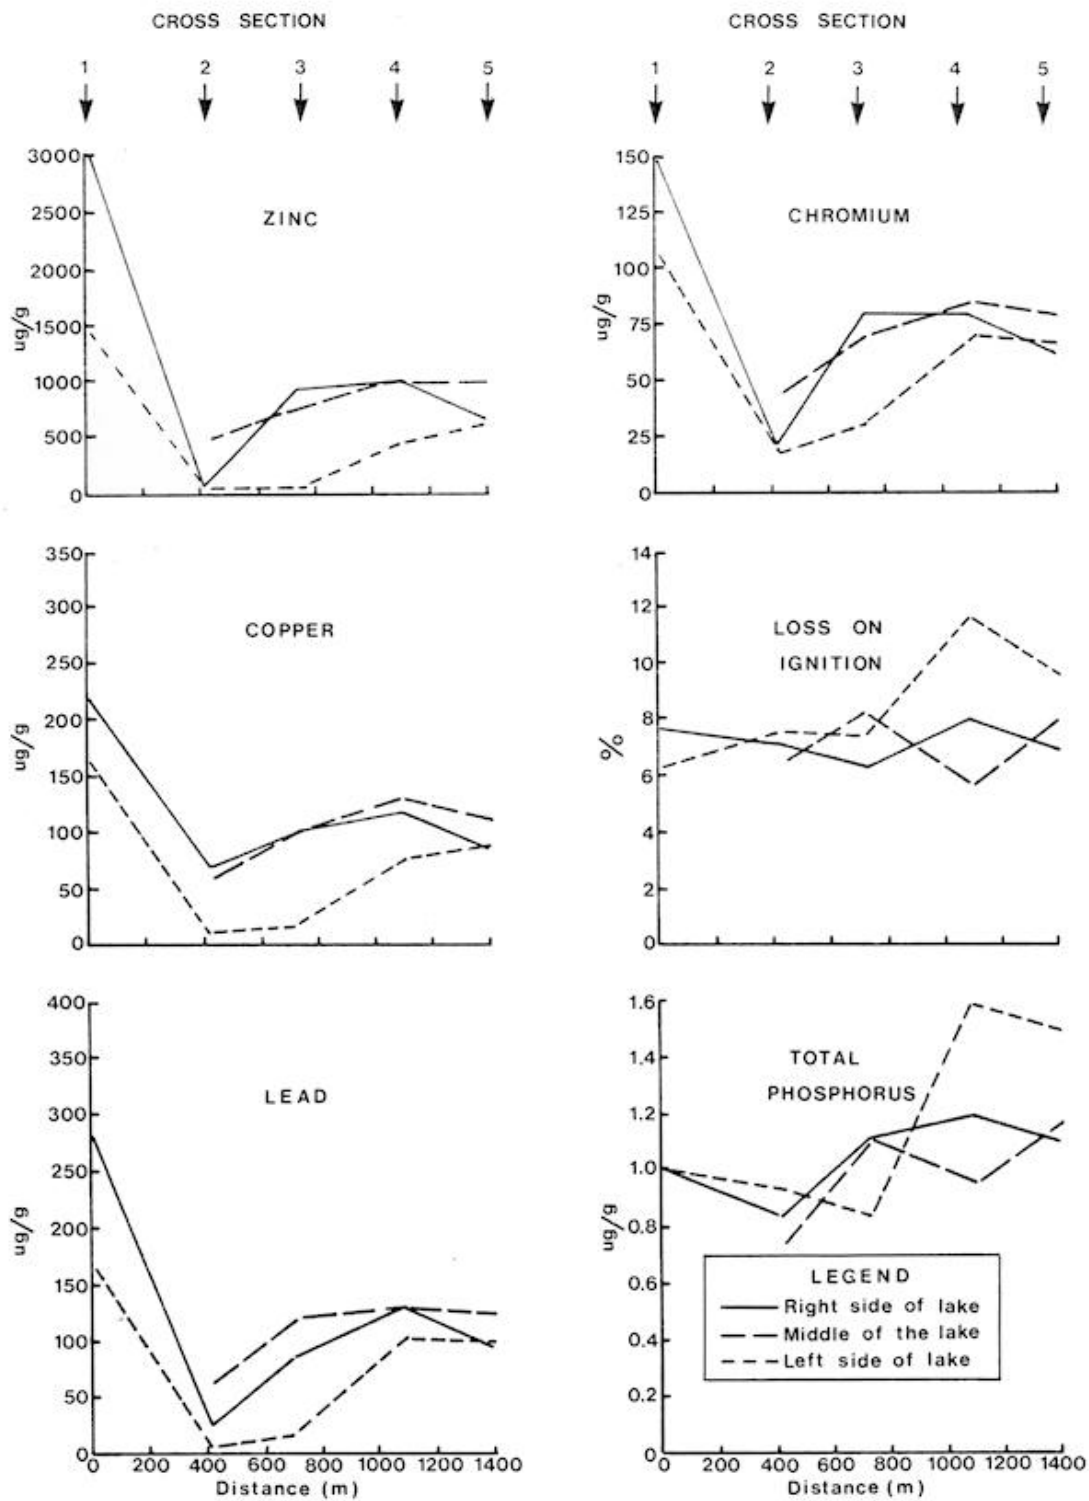 CROSS SECTION
1 2 3 4 5
3000
2500
2000
1500
1000
500
0
ug/g
ZINC
350
300
250
200
150
100
50
0
ug/g
COPPER
400
350
300
250
200
150
100
50
0
ug/g
LEAD
0 200 400 600 800 1000 1200 1400
Distance (m)
CROSS SECTION
1 2 3 4 5
150
125
100
75
50
25
0
ug/g
CHROMIUM
14
12
10
8
6
4
2
0
%
LOSS ON
IGNITION
1.6
1.4
1.2
1.0
0.8
0.6
0.4
0.2
0
ug/g
TOTAL
PHOSPHORUS
LEGEND
Right side of lake
Middle of the lake
Left side of lake
0 200 400 600 800 1000 1200 1400
Distance (m)